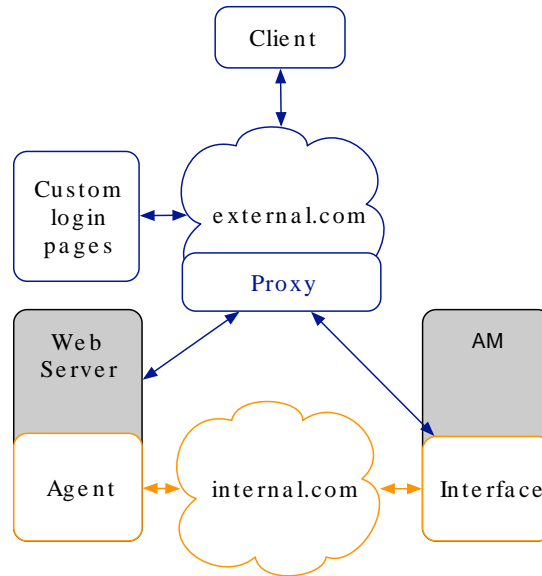 Client
Custom
login
pages
external.com
Proxy
Web
Server
AM
Agent
internal.com
Interface